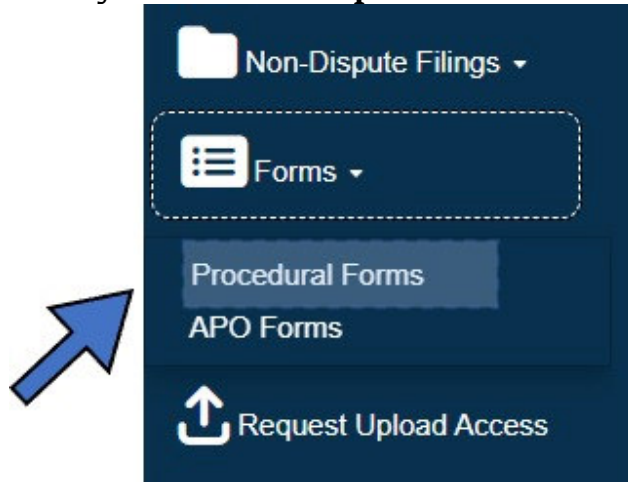 Non-Dispute Filings
Forms
Procedural Forms
APO Forms
Request Upload Access